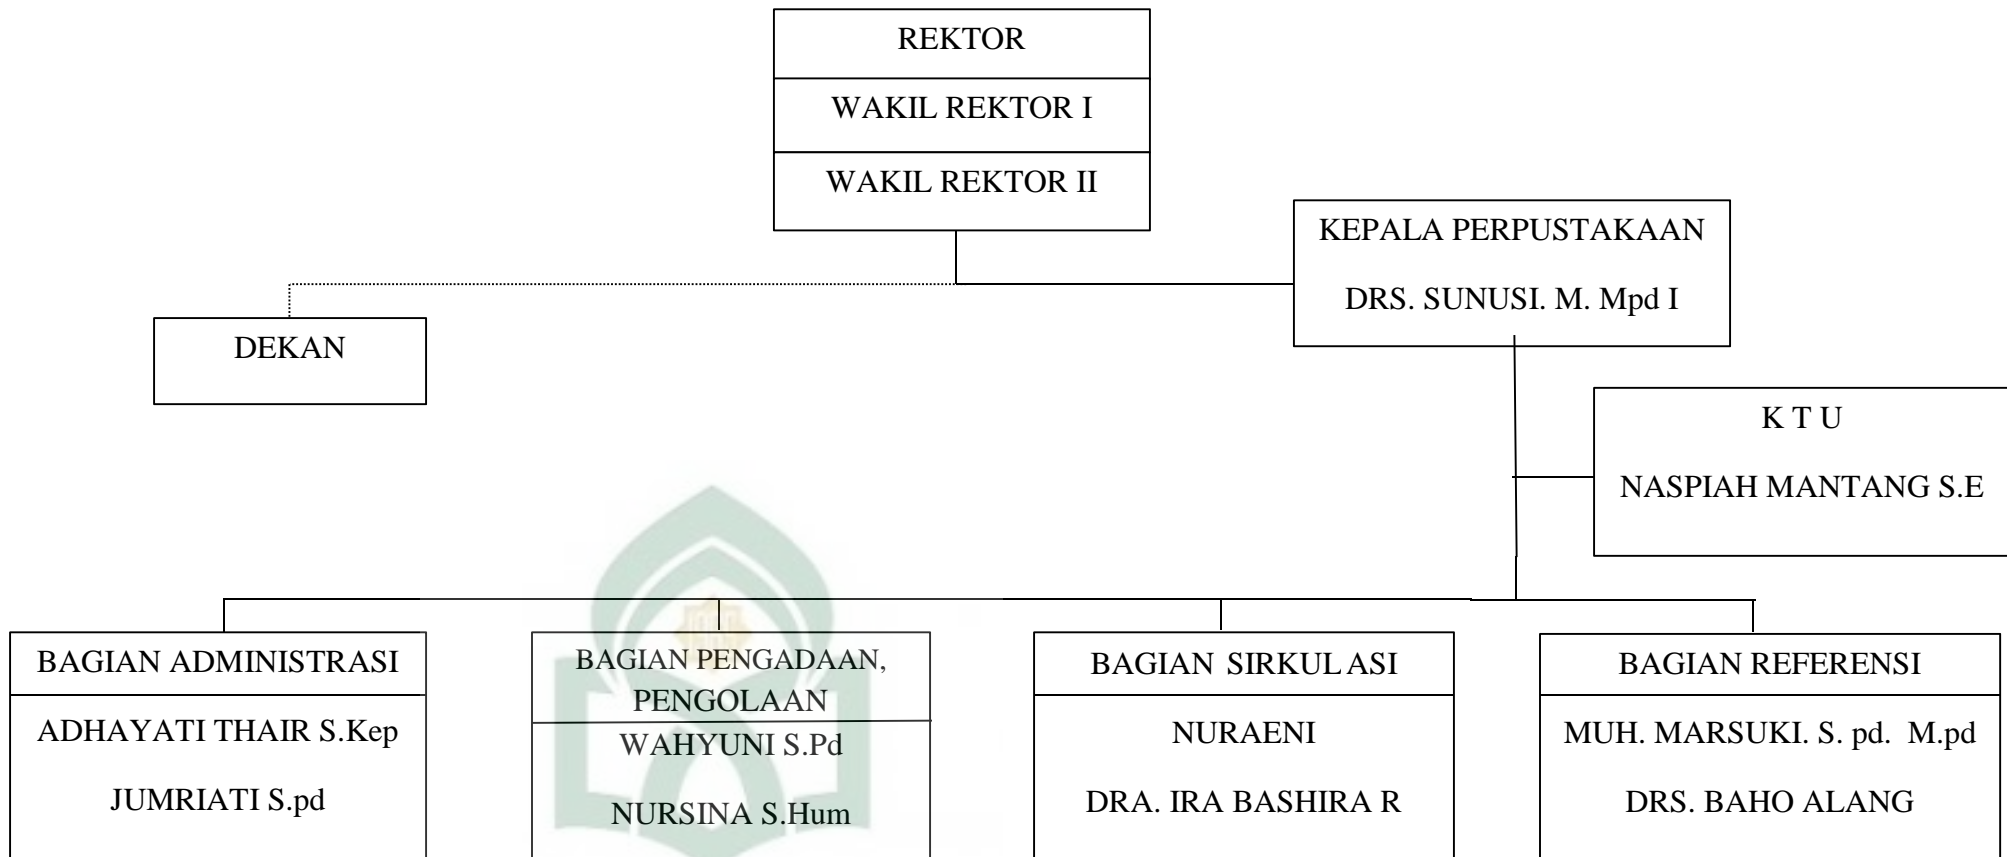 REKTOR
WAKIL REKTOR I
WAKIL REKTOR II
KEPALA PERPUSTAKAAN
DRS. SUNUSI. M. Mpd I
DEKAN
K T U
NASPIAH MANTANG S.E
BAGIAN ADMINISTRASI
ADHAYATI THAIR S.Kep
JUMRIATI S.pd
BAGIAN PENGADAAN,
PENGOLAAN
WAHYUNI S.Pd
NURSINA S.Hum
BAGIAN SIRKULASI
NURAENI
DRA. IRA BASHIRA R
BAGIAN REFERENSI
MUH. MARSUKI. S. pd. M.pd
DRS. BAHO ALANG